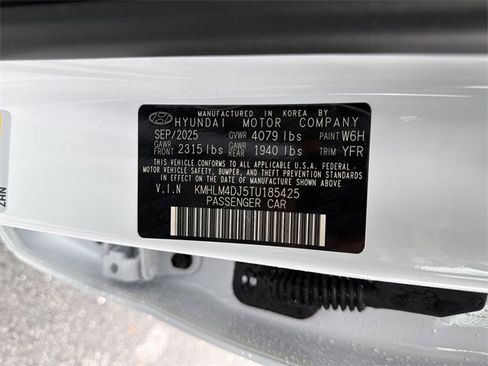 MANUFACTURED IN KOREA BY
HYUNDAI MOTOR COMPANY
SEP/2025 GVWR 4079 lbs PAINT W6H
GAWR FRONT 2315 lbs GAWR REAR 1940 lbs TRIM YFR
THIS VEHICLE CONFORMS TO ALL APPLICABLE U.S.A. FEDERAL
MOTOR VEHICLE SAFETY, BUMPER, AND THEFT PREVENTION
STANDARDS IN EFFECT ON THE DATE OF MANUFACTURE SHOWN ABOVE.
V.I.N KMHLM4DJ5TU185425
PASSENGER CAR